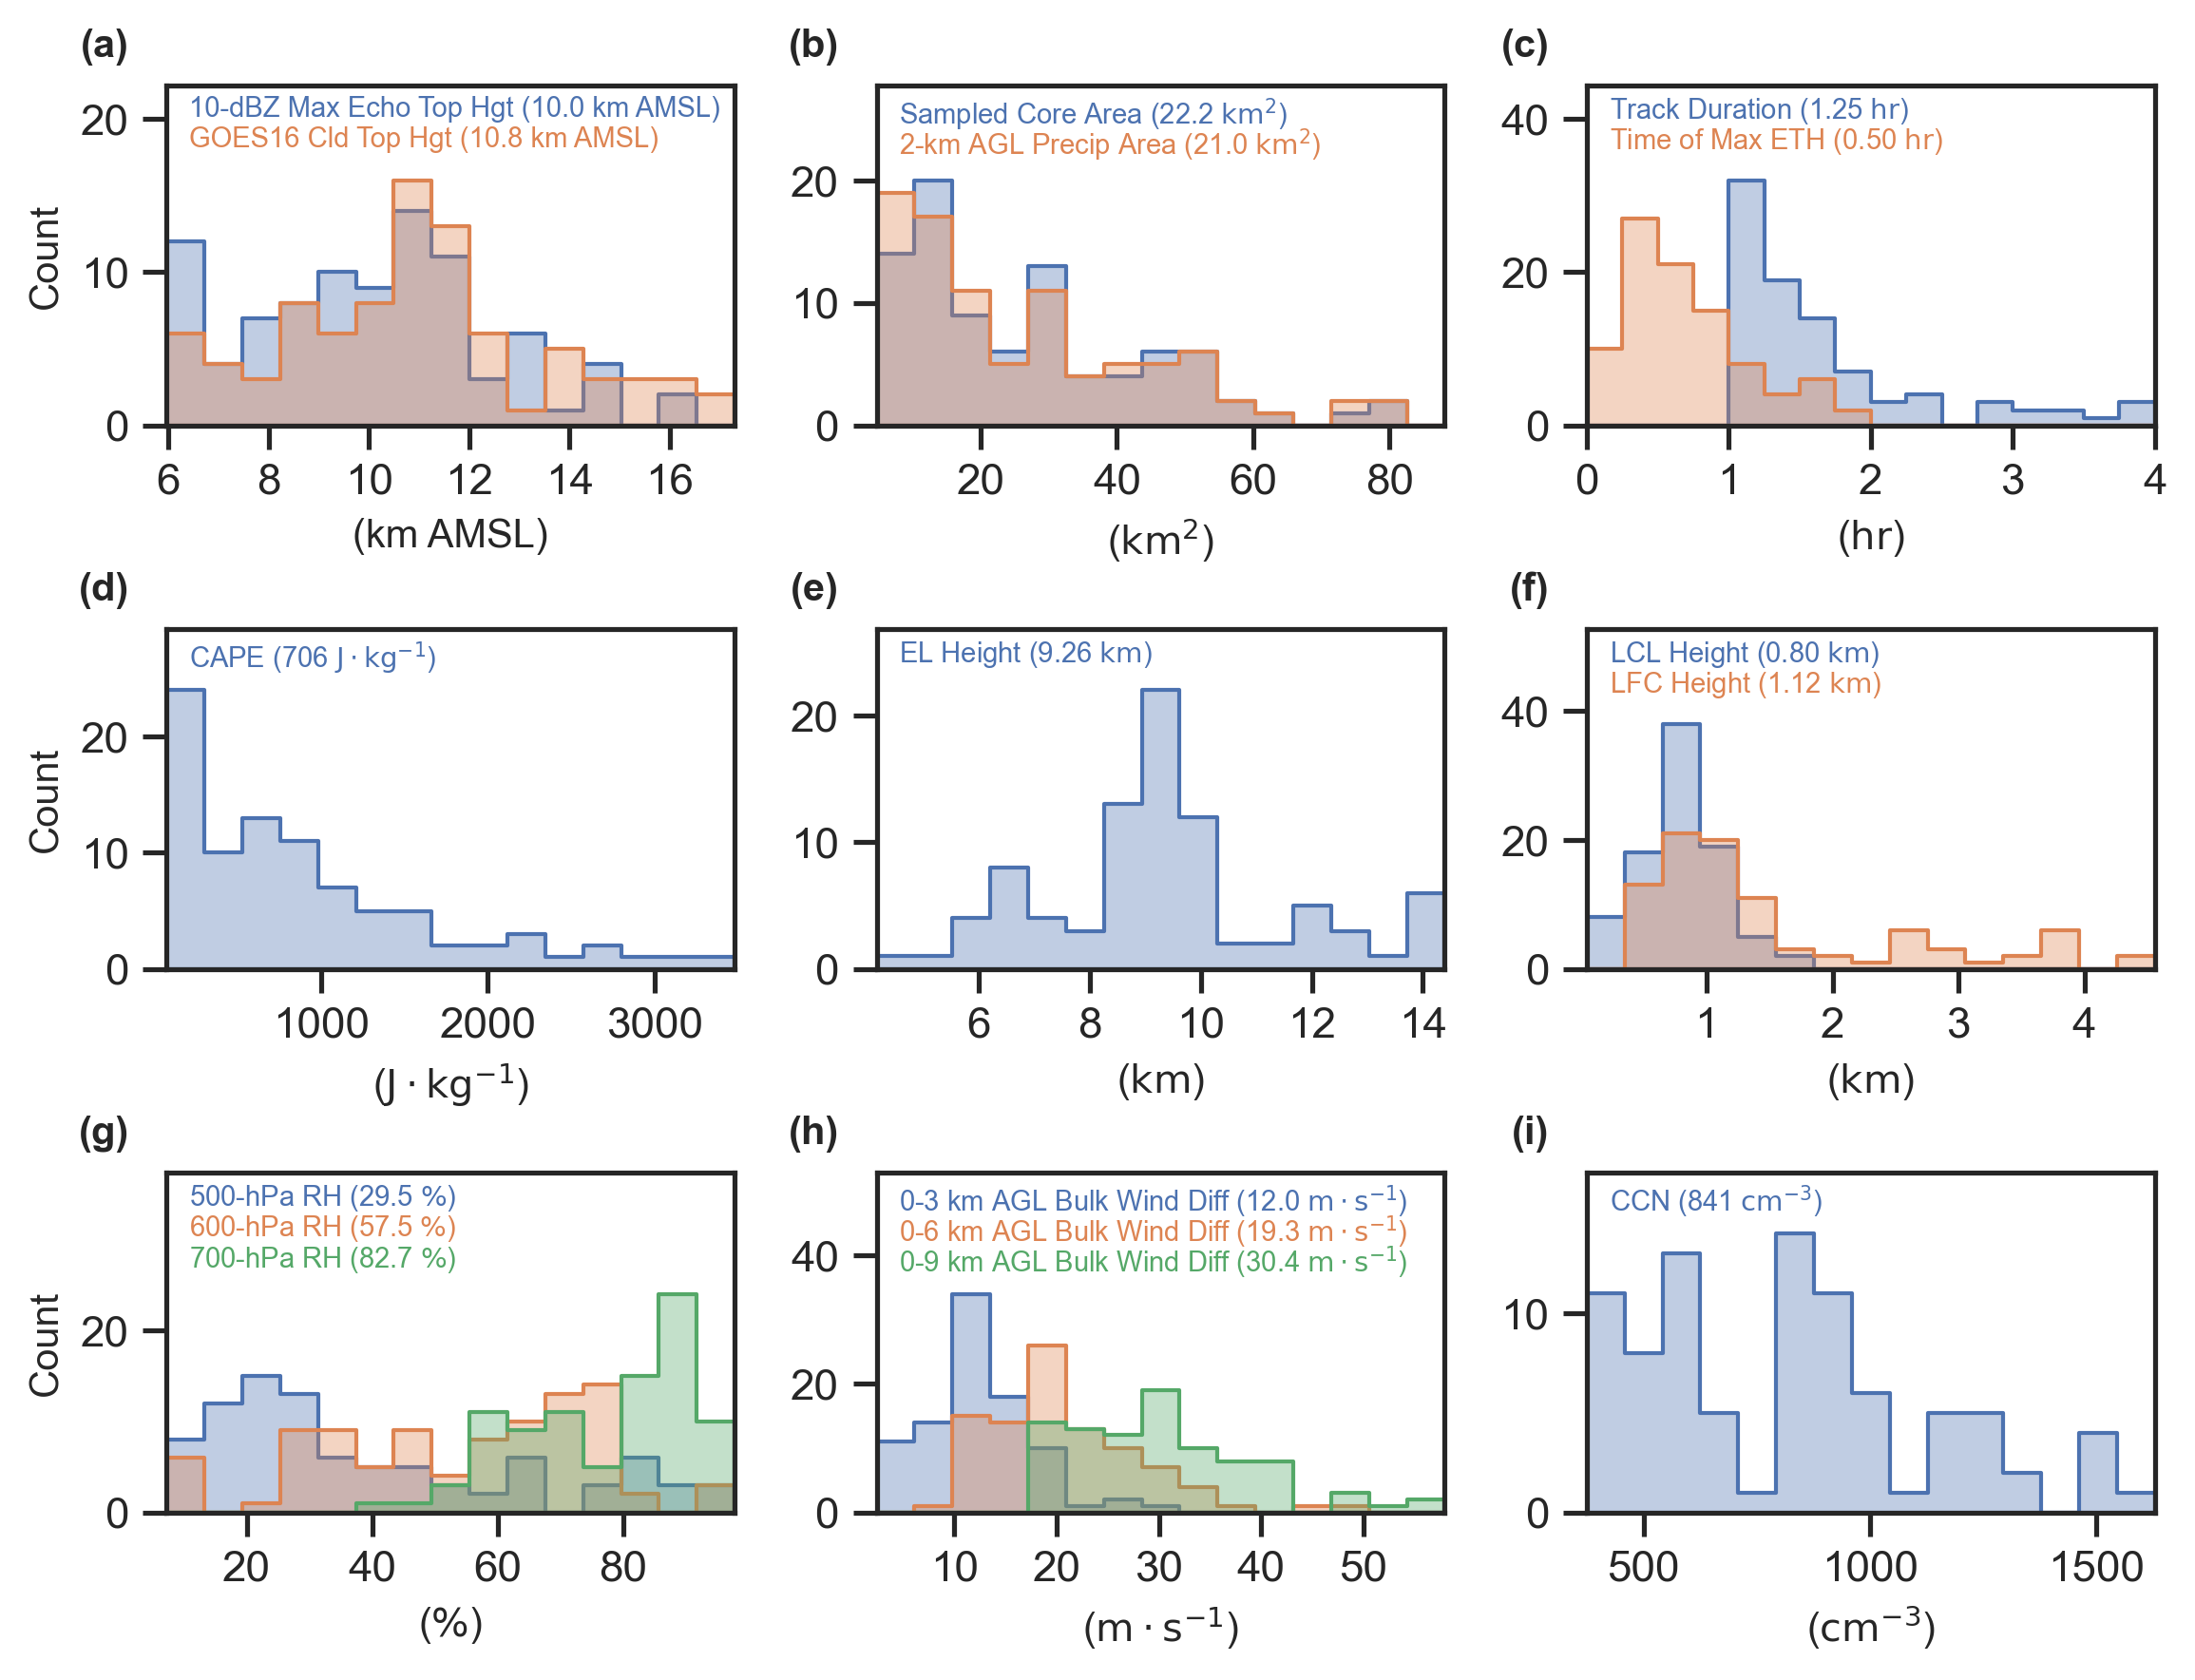 (a)
10-dBZ Max Echo Top Hgt (10.0 km AMSL)
GOES16 Cld Top Hgt (10.8 km AMSL)
Count
20
10
0
6 8 10 12 14 16
(km AMSL)
(b)
Sampled Core Area (22.2 km²)
2-km AGL Precip Area (21.0 km²)
20
10
0
20 40 60 80
(km²)
(c)
Track Duration (1.25 hr)
Time of Max ETH (0.50 hr)
40
20
0
0 1 2 3 4
(hr)
(d)
CAPE (706 J · kg⁻¹)
Count
20
10
0
1000 2000 3000
(J · kg⁻¹)
(e)
EL Height (9.26 km)
20
10
0
6 8 10 12 14
(km)
(f)
LCL Height (0.80 km)
LFC Height (1.12 km)
40
20
0
1 2 3 4
(km)
(g)
500-hPa RH (29.5 %)
600-hPa RH (57.5 %)
700-hPa RH (82.7 %)
Count
20
0
20 40 60 80
(%)
(h)
0-3 km AGL Bulk Wind Diff (12.0 m · s⁻¹)
0-6 km AGL Bulk Wind Diff (19.3 m · s⁻¹)
0-9 km AGL Bulk Wind Diff (30.4 m · s⁻¹)
40
20
0
10 20 30 40 50
(m · s⁻¹)
(i)
CCN (841 cm⁻³)
10
0
500 1000 1500
(cm⁻³)